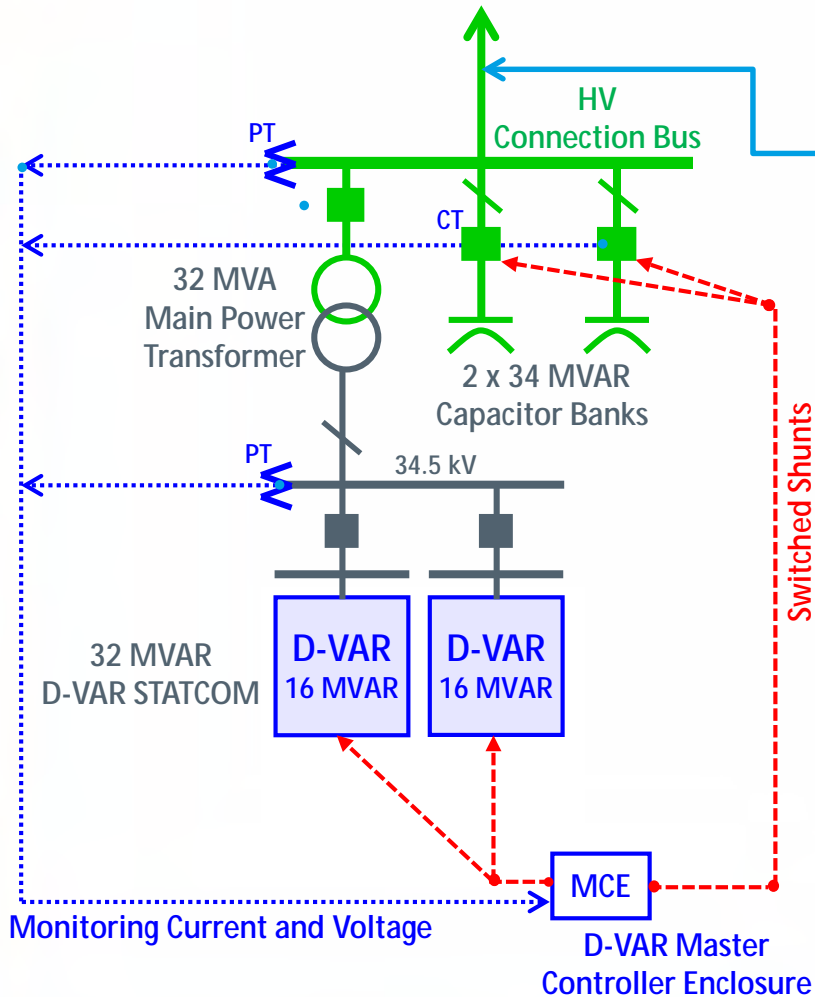 HV
Connection Bus
PT
CT
32 MVA
Main Power
Transformer
2 x 34 MVAR
Capacitor Banks
PT
34.5 kV
Switched Shunts
32 MVAR
D-VAR STATCOM
D-VAR
16 MVAR
D-VAR
16 MVAR
MCE
Monitoring Current and Voltage
D-VAR Master
Controller Enclosure